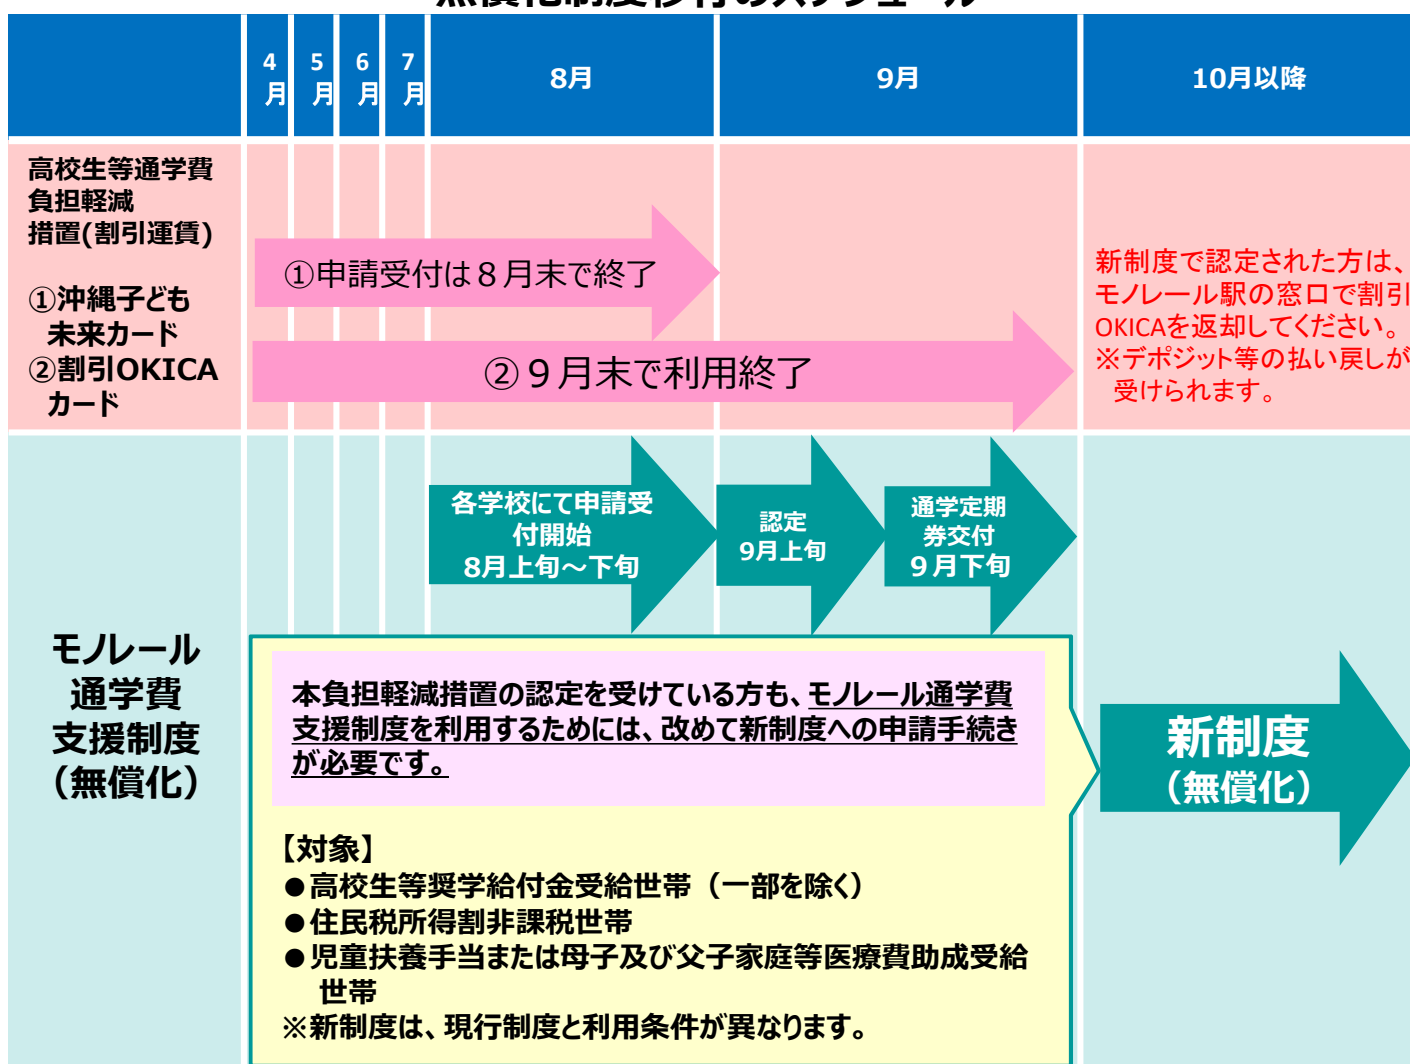 無償化制度移行のスケジュール
4月
5月
6月
7月
8月
9月
10月以降
高校生等通学費
負担軽減
措置(割引運賃)
①沖縄子ども
未来カード
②割引OKICA
カード
①申請受付は８月末で終了
②９月末で利用終了
新制度で認定された方は、
モノレール駅の窓口で割引
OKICAを返却してください。
※デポジット等の払い戻しが
受けられます。
モノレール
通学費
支援制度
（無償化）
各学校にて申請受
付開始
8月上旬～下旬
認定
9月上旬
通学定期
券交付
９月下旬
本負担軽減措置の認定を受けている方も、モノレール通学費
支援制度を利用するためには、改めて新制度への申請手続き
が必要です。
【対象】
●高校生等奨学給付金受給世帯（一部を除く）
●住民税所得割非課税世帯
●児童扶養手当または母子及び父子家庭等医療費助成受給
世帯
※新制度は、現行制度と利用条件が異なります。
新制度
（無償化）